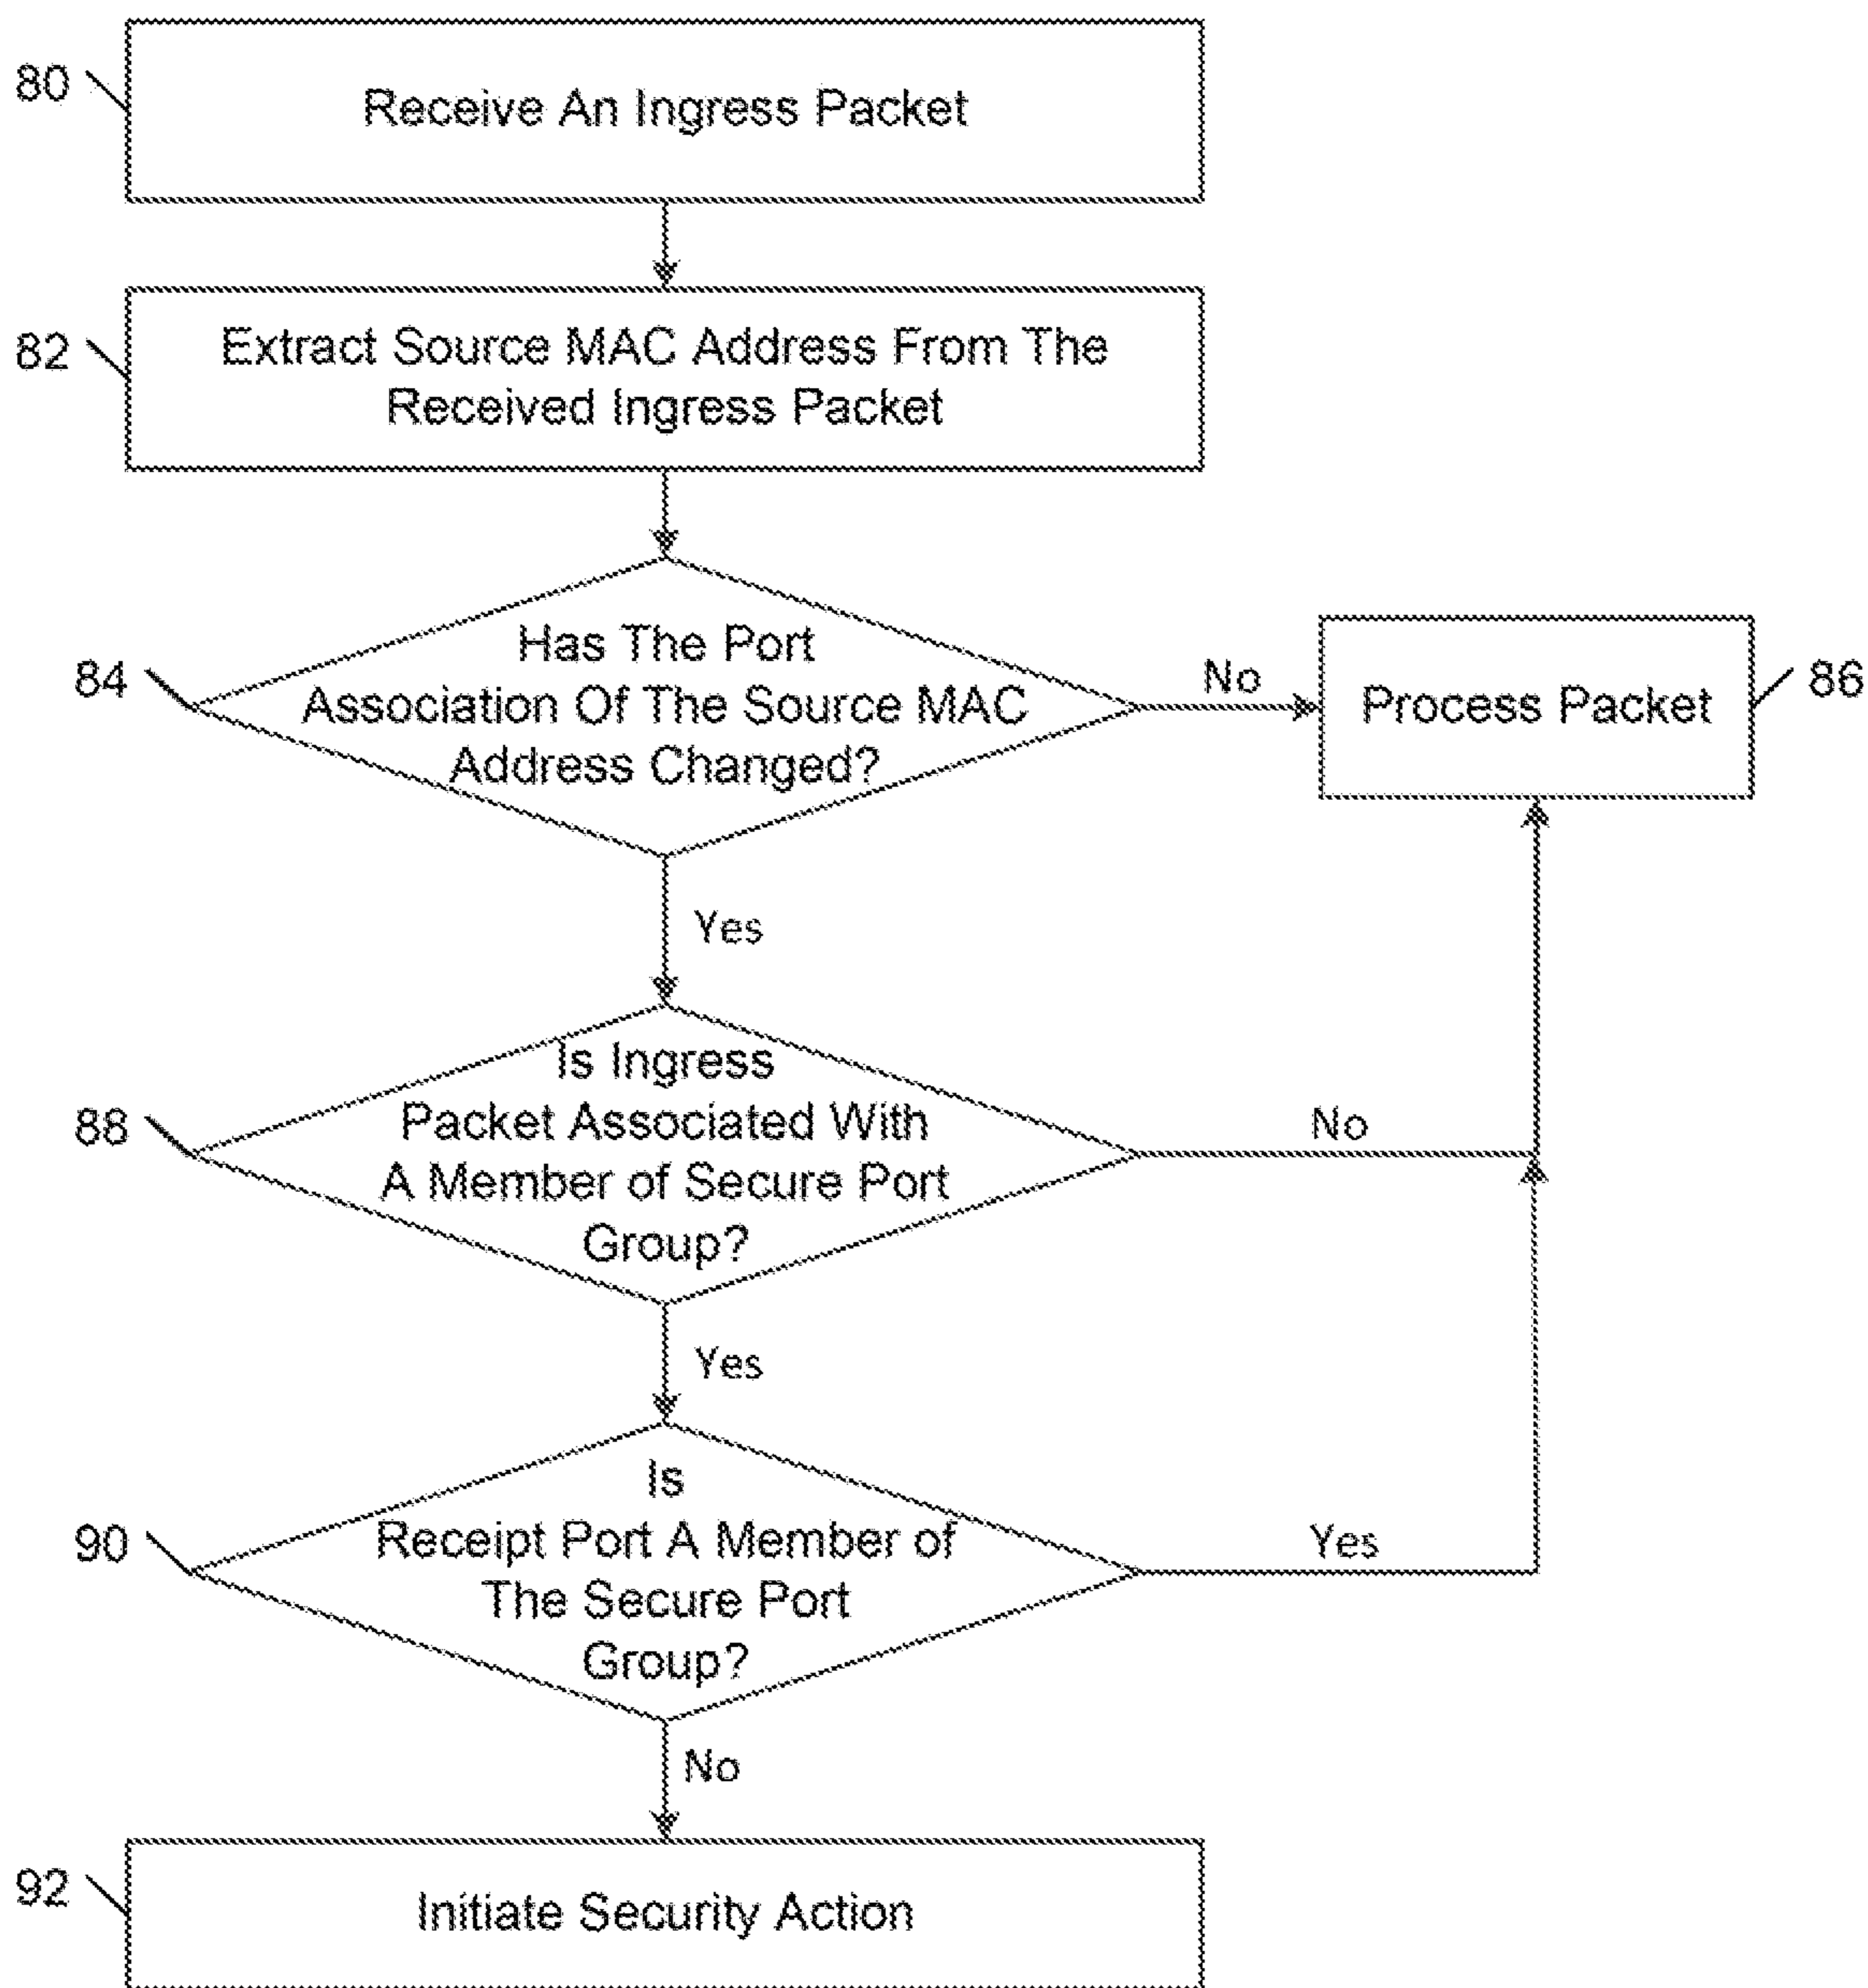 80
Receive An Ingress Packet
82
Extract Source MAC Address From The
Received Ingress Packet
84
Has The Port
Association Of The Source MAC
Address Changed?
No
Process Packet
86
Yes
88
Is Ingress
Packet Associated With
A Member of Secure Port
Group?
No
Yes
90
Is
Receipt Port A Member of
The Secure Port
Group?
Yes
No
92
Initiate Security Action